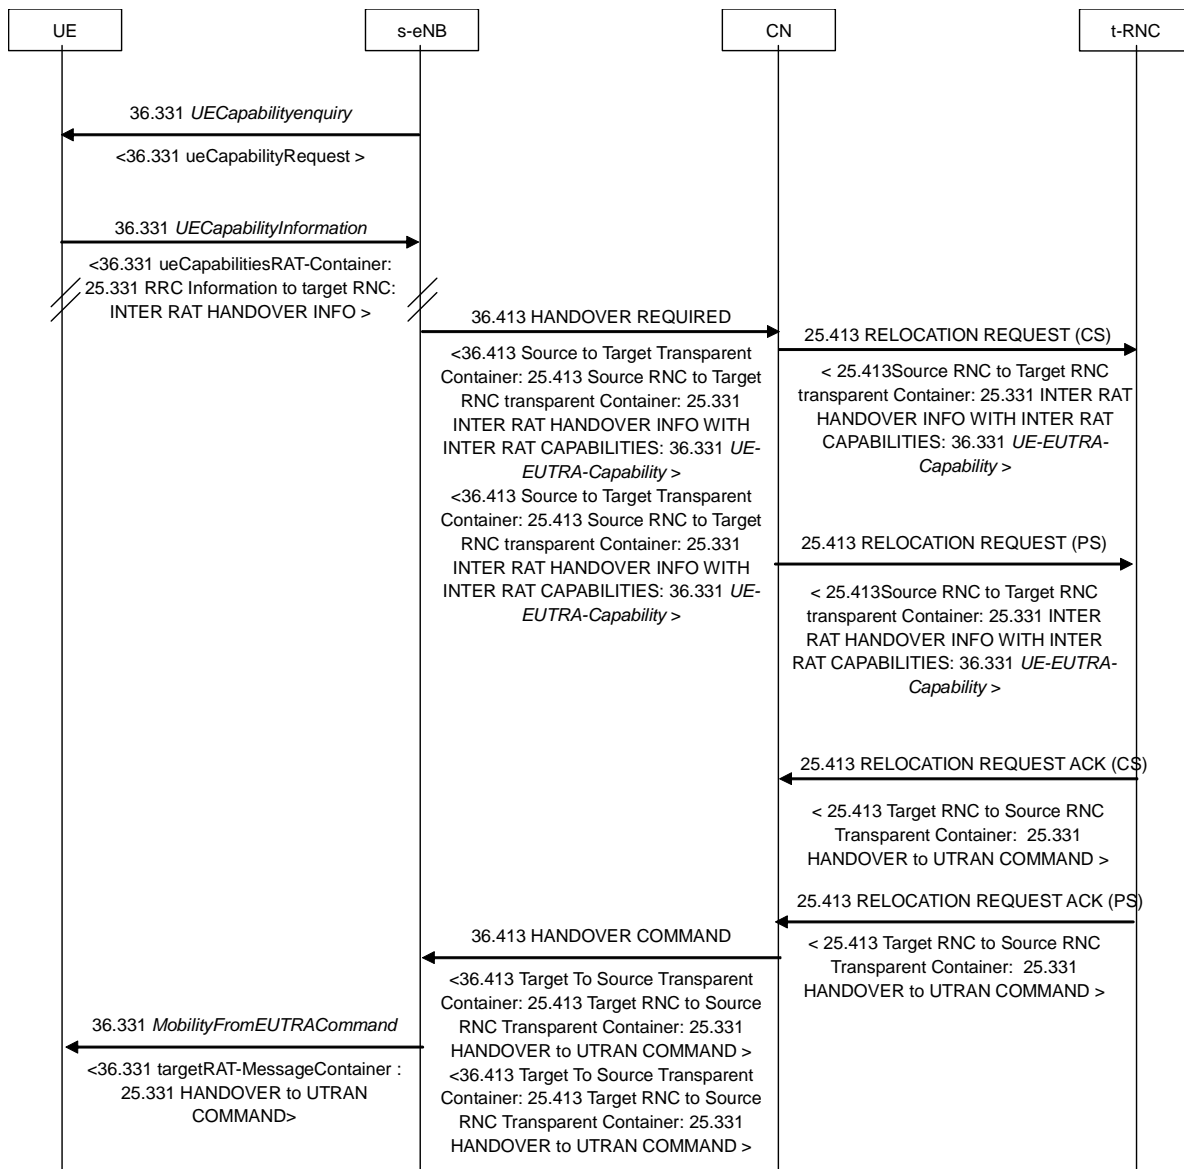 UE
s-eNB
CN
t-RNC
36.331 UECapabilityenquiry
<36.331 ueCapabilityRequest >
36.331 UECapabilityInformation
<36.331 ueCapabilitiesRAT-Container:
25.331 RRC Information to target RNC:
INTER RAT HANDOVER INFO >
36.413 HANDOVER REQUIRED
<36.413 Source to Target Transparent
Container: 25.413 Source RNC to Target
RNC transparent Container: 25.331
INTER RAT HANDOVER INFO WITH
INTER RAT CAPABILITIES: 36.331 UE-
EUTRA-Capability >
<36.413 Source to Target Transparent
Container: 25.413 Source RNC to Target
RNC transparent Container: 25.331
INTER RAT HANDOVER INFO WITH
INTER RAT CAPABILITIES: 36.331 UE-
EUTRA-Capability >
25.413 RELOCATION REQUEST (CS)
< 25.413Source RNC to Target RNC
transparent Container: 25.331 INTER RAT
HANDOVER INFO WITH INTER RAT
CAPABILITIES: 36.331 UE-EUTRA-
Capability >
25.413 RELOCATION REQUEST (PS)
< 25.413Source RNC to Target RNC
transparent Container: 25.331 INTER
RAT HANDOVER INFO WITH INTER
RAT CAPABILITIES: 36.331 UE-EUTRA-
Capability >
25.413 RELOCATION REQUEST ACK (CS)
< 25.413 Target RNC to Source RNC
Transparent Container:  25.331
HANDOVER to UTRAN COMMAND >
25.413 RELOCATION REQUEST ACK (PS)
< 25.413 Target RNC to Source RNC
Transparent Container:  25.331
HANDOVER to UTRAN COMMAND >
36.413 HANDOVER COMMAND
<36.413 Target To Source Transparent
Container: 25.413 Target RNC to Source
RNC Transparent Container: 25.331
HANDOVER to UTRAN COMMAND >
<36.413 Target To Source Transparent
Container: 25.413 Target RNC to Source
RNC Transparent Container: 25.331
HANDOVER to UTRAN COMMAND >
36.331 MobilityFromEUTRACommand
<36.331 targetRAT-MessageContainer :
25.331 HANDOVER to UTRAN
COMMAND>